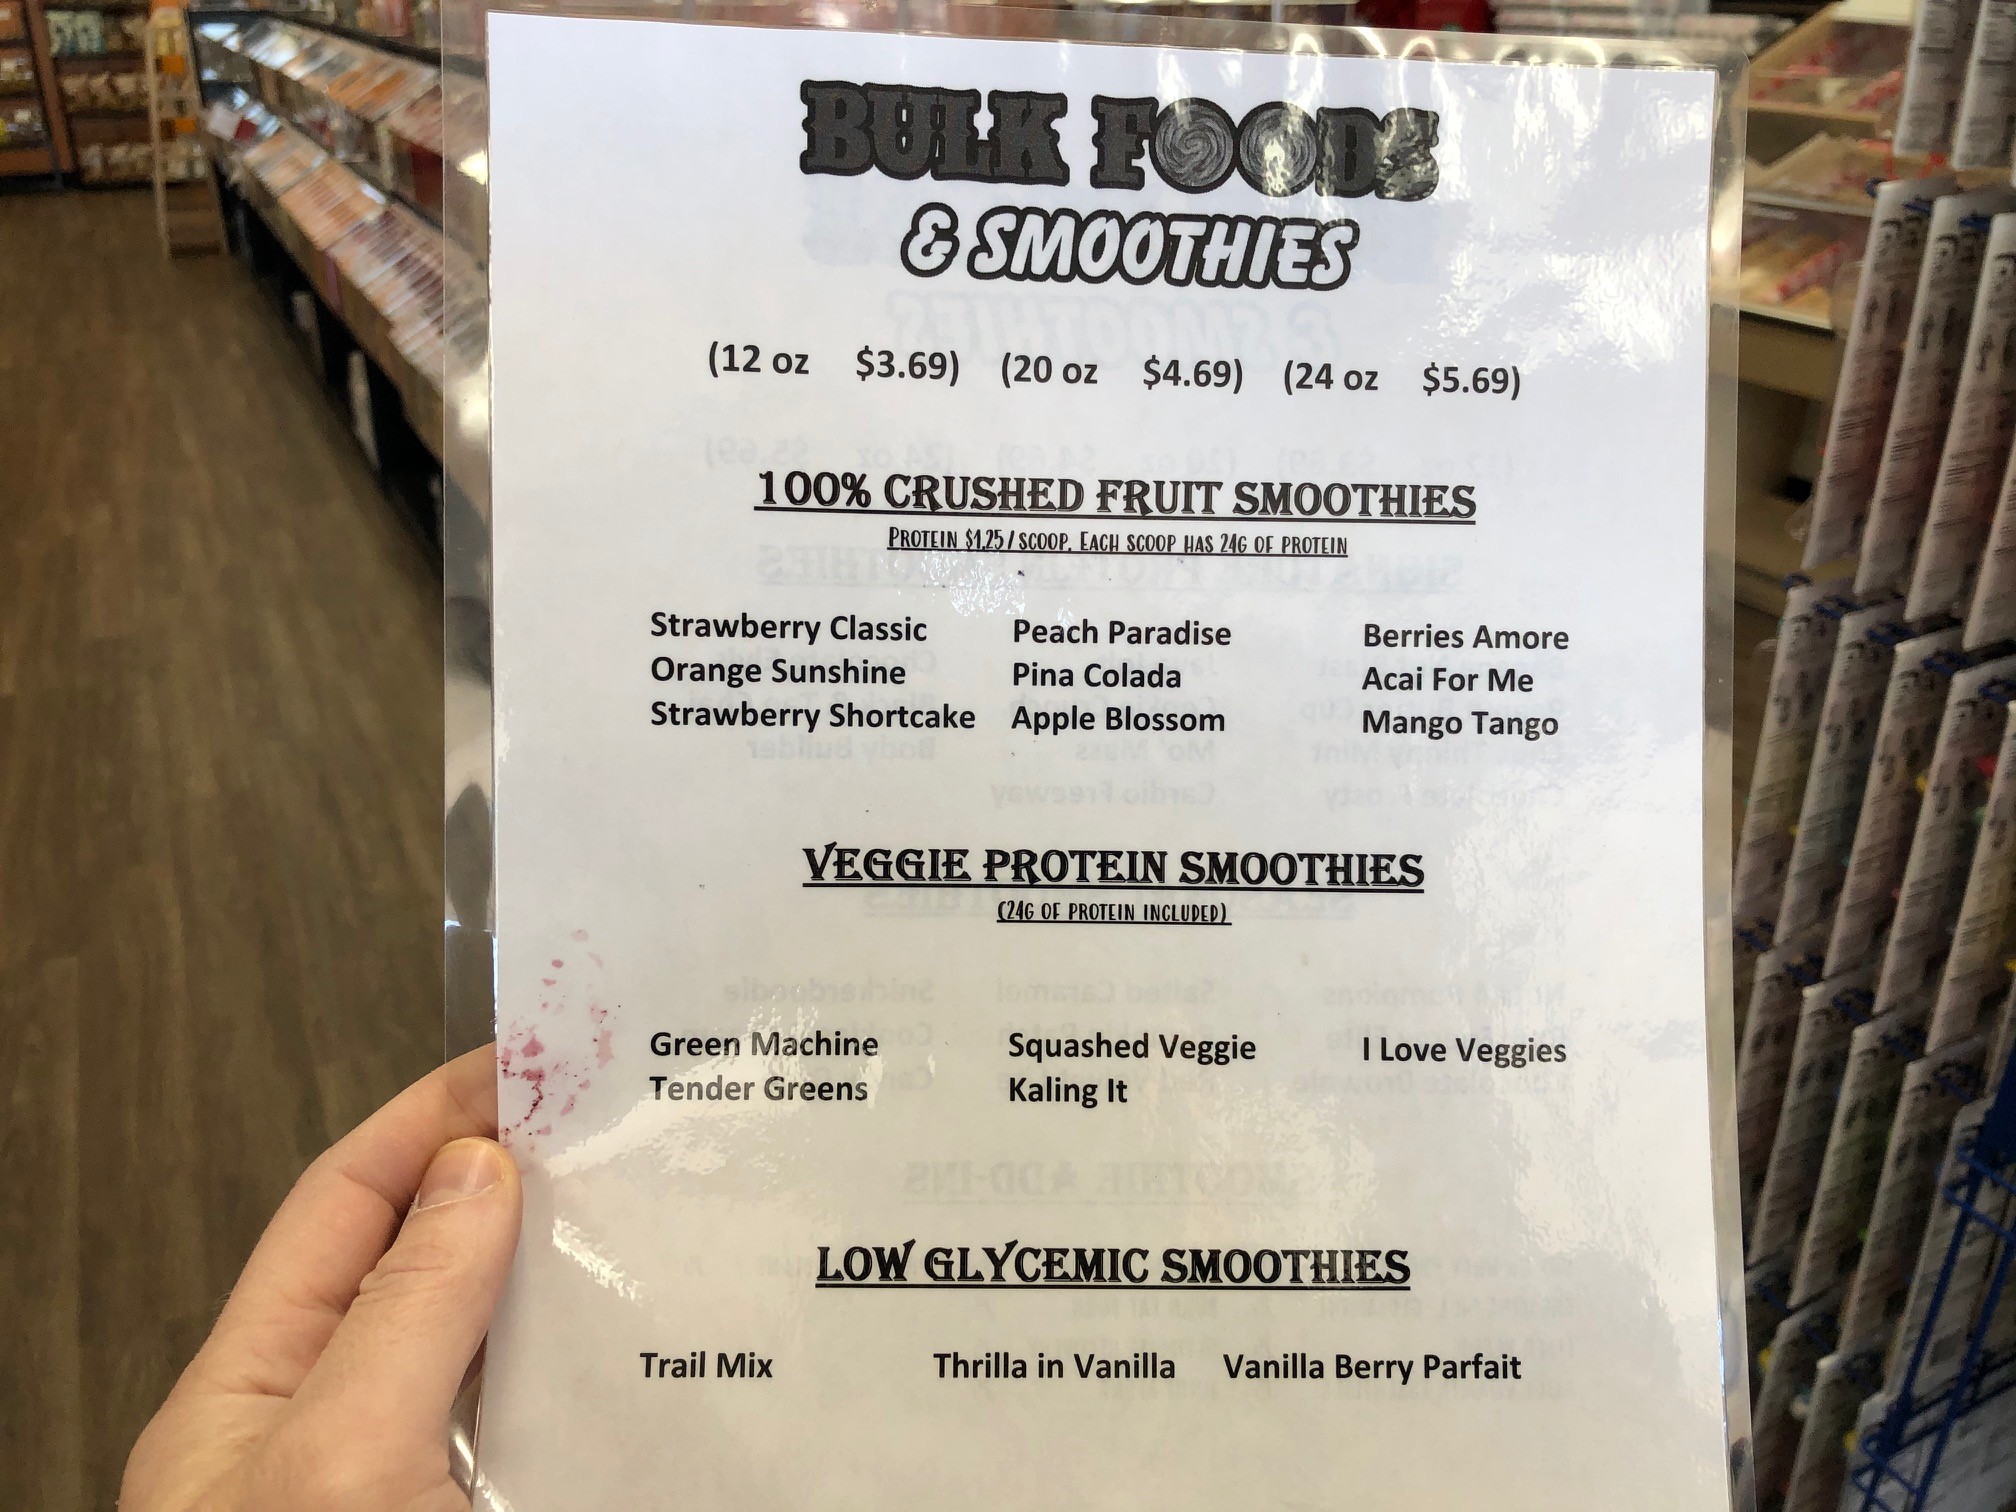 BULK FOODS
& SMOOTHIES
(12 oz $3.69) (20 oz $4.69) (24 oz $5.69)
100% CRUSHED FRUIT SMOOTHIES
PROTEIN $1.25/SCOOP. EACH SCOOP HAS 24G OF PROTEIN
Strawberry Classic Peach Paradise Berries Amore
Orange Sunshine Pina Colada Acai For Me
Strawberry Shortcake Apple Blossom Mango Tango
VEGGIE PROTEIN SMOOTHIES
(24G OF PROTEIN INCLUDED)
Green Machine Squashed Veggie I Love Veggies
Tender Greens Kaling It
LOW GLYCEMIC SMOOTHIES
Trail Mix Thrilla in Vanilla Vanilla Berry Parfait